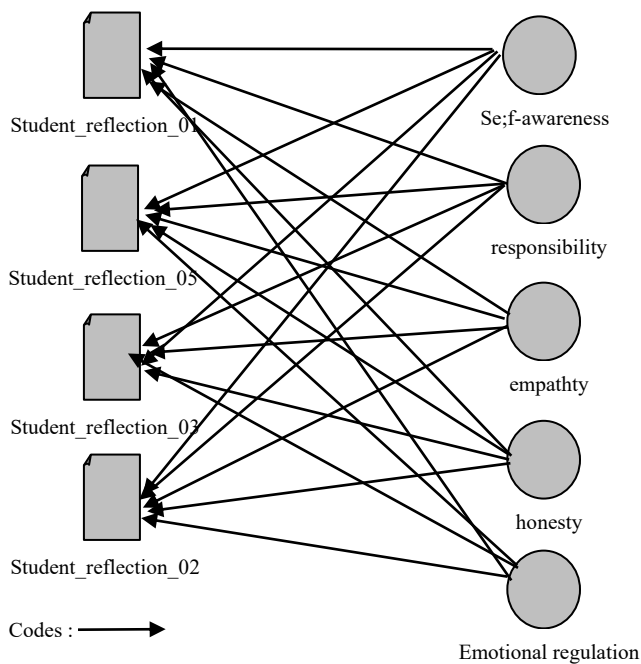 Student_reflection_01
Se;f-awareness
responsibility
Student_reflection_05
empathty
Student_reflection_03
honesty
Student_reflection_02
Codes :
Emotional regulation